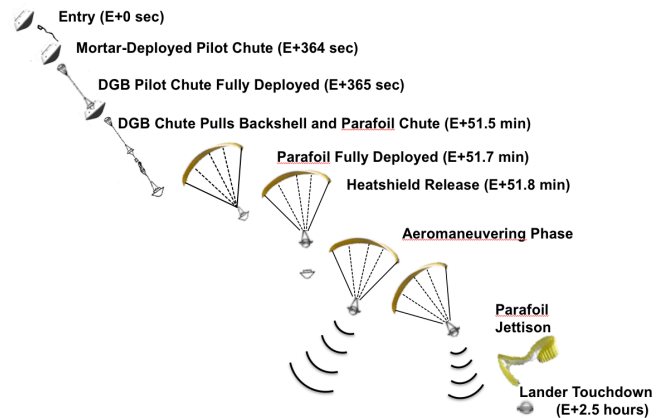 Entry (E+0 sec)
Mortar-Deployed Pilot Chute (E+364 sec)
DGB Pilot Chute Fully Deployed (E+365 sec)
DGB Chute Pulls Backshell and Parafoil Chute (E+51.5 min)
Parafoil Fully Deployed (E+51.7 min)
Heatshield Release (E+51.8 min)
Aeromaneuvering Phase
Parafoil
Jettison
Lander Touchdown
(E+2.5 hours)